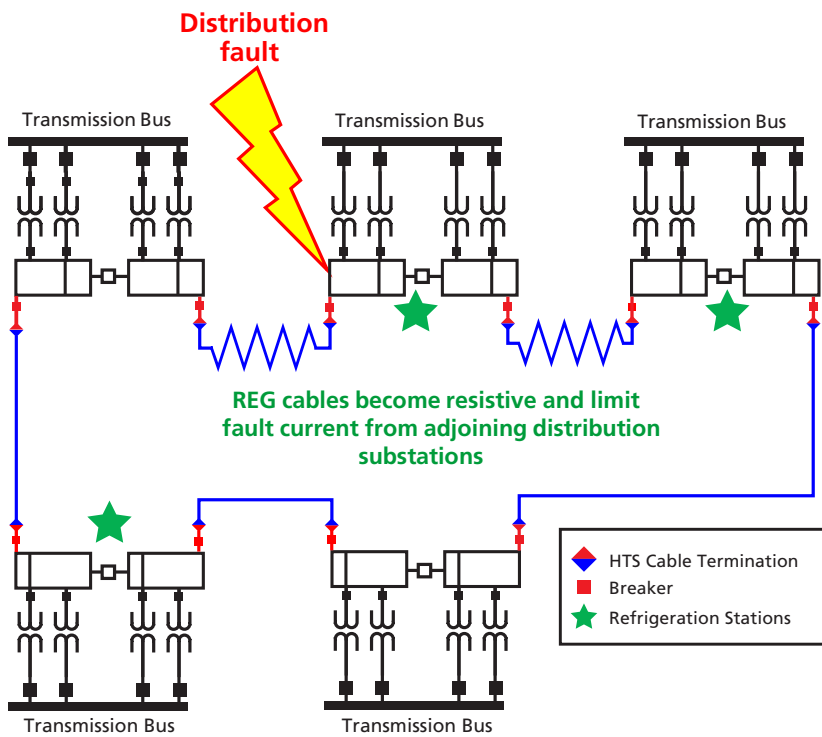 Distribution
fault
Transmission Bus
Transmission Bus
Transmission Bus
REG cables become resistive and limit
fault current from adjoining distribution
substations
HTS Cable Termination
Breaker
Refrigeration Stations
Transmission Bus
Transmission Bus